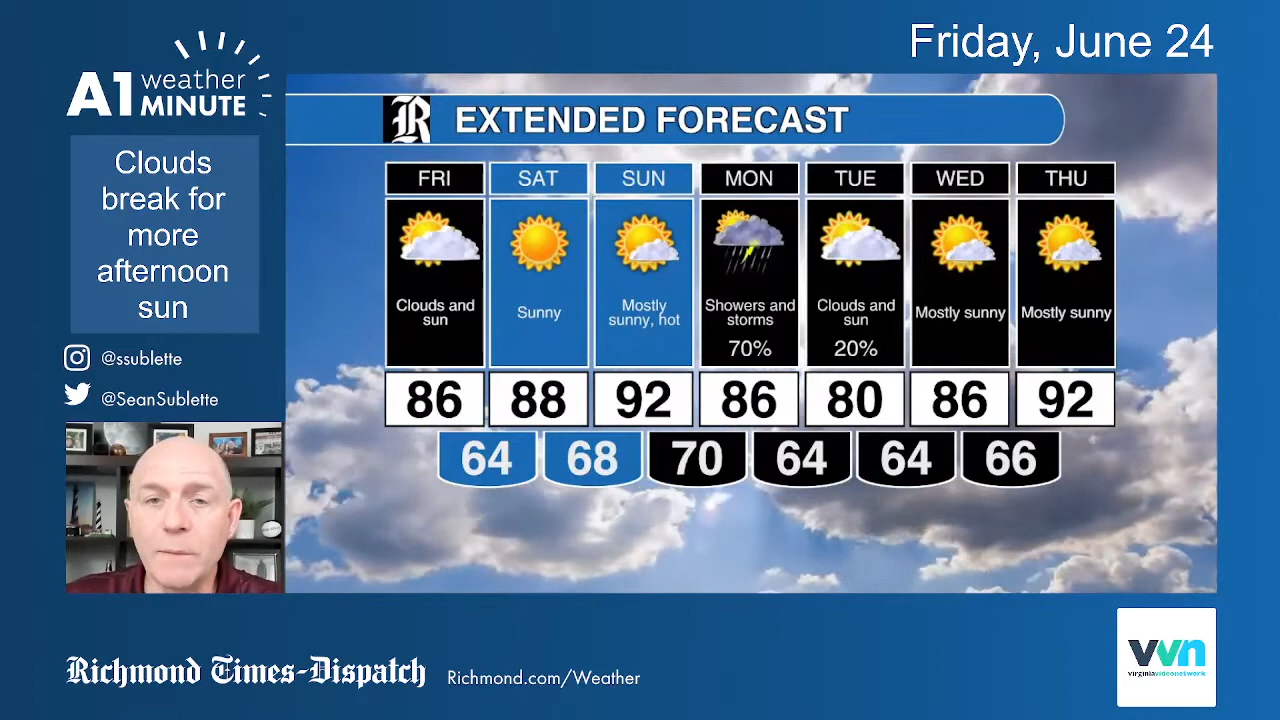 Friday, June 24
A1 weather
MINUTE
Clouds
break for
more
afternoon
sun
@ssublette
@SeanSublette
R EXTENDED FORECAST
FRI SAT SUN MON TUE WED THU
Clouds and
sun
Sunny
Mostly
sunny, hot
Showers and
storms
70%
Clouds and
sun
20%
Mostly sunny
Mostly sunny
86 88 92 86 80 86 92
64 68 70 64 64 66
Richmond Times-Dispatch
Richmond.com/Weather
vvn
virginiavideonetwork